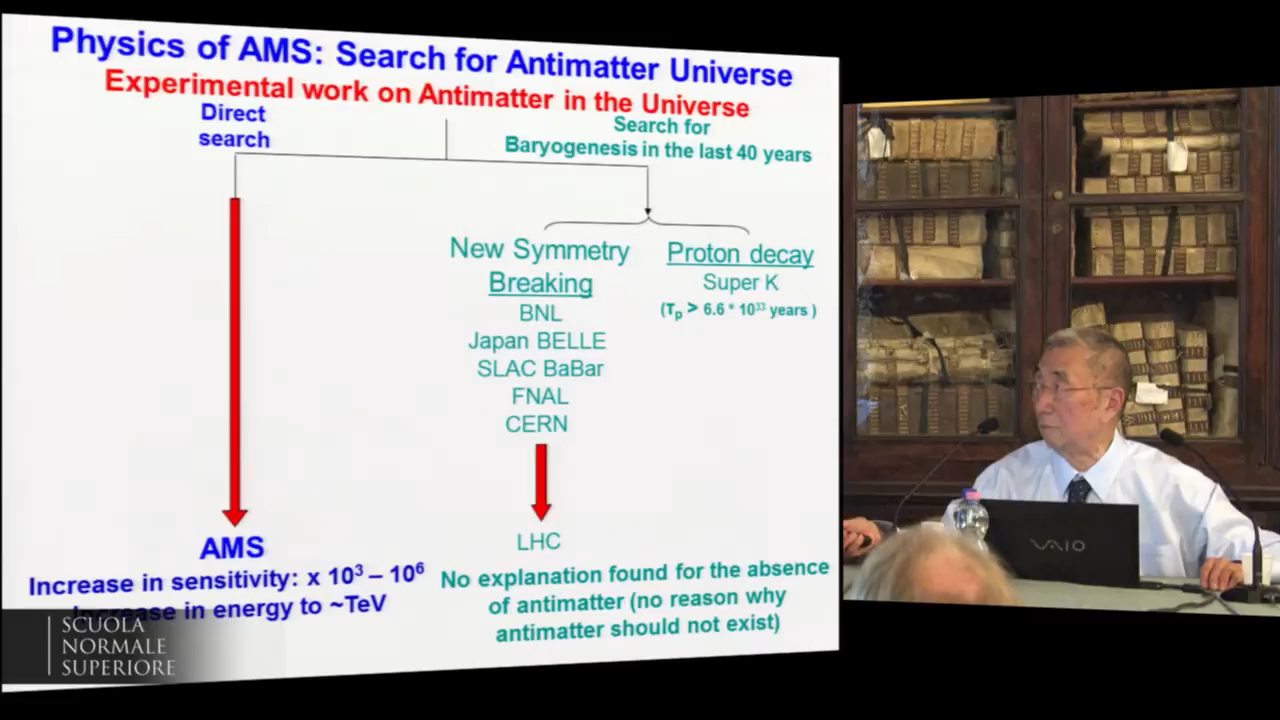 Physics of AMS: Search for Antimatter Universe
Experimental work on Antimatter in the Universe
Direct
search
Search for
Baryogenesis in the last 40 years
New Symmetry
Breaking
BNL
Japan BELLE
SLAC BaBar
FNAL
CERN
Proton decay
Super K
(Tp > 6.6 * 10³³ years )
AMS
Increase in sensitivity: x 10³ – 10⁶
Increase in energy to ~TeV
LHC
No explanation found for the absence
of antimatter (no reason why
antimatter should not exist)
SCUOLA
NORMALE
SUPERIORE
VAIO